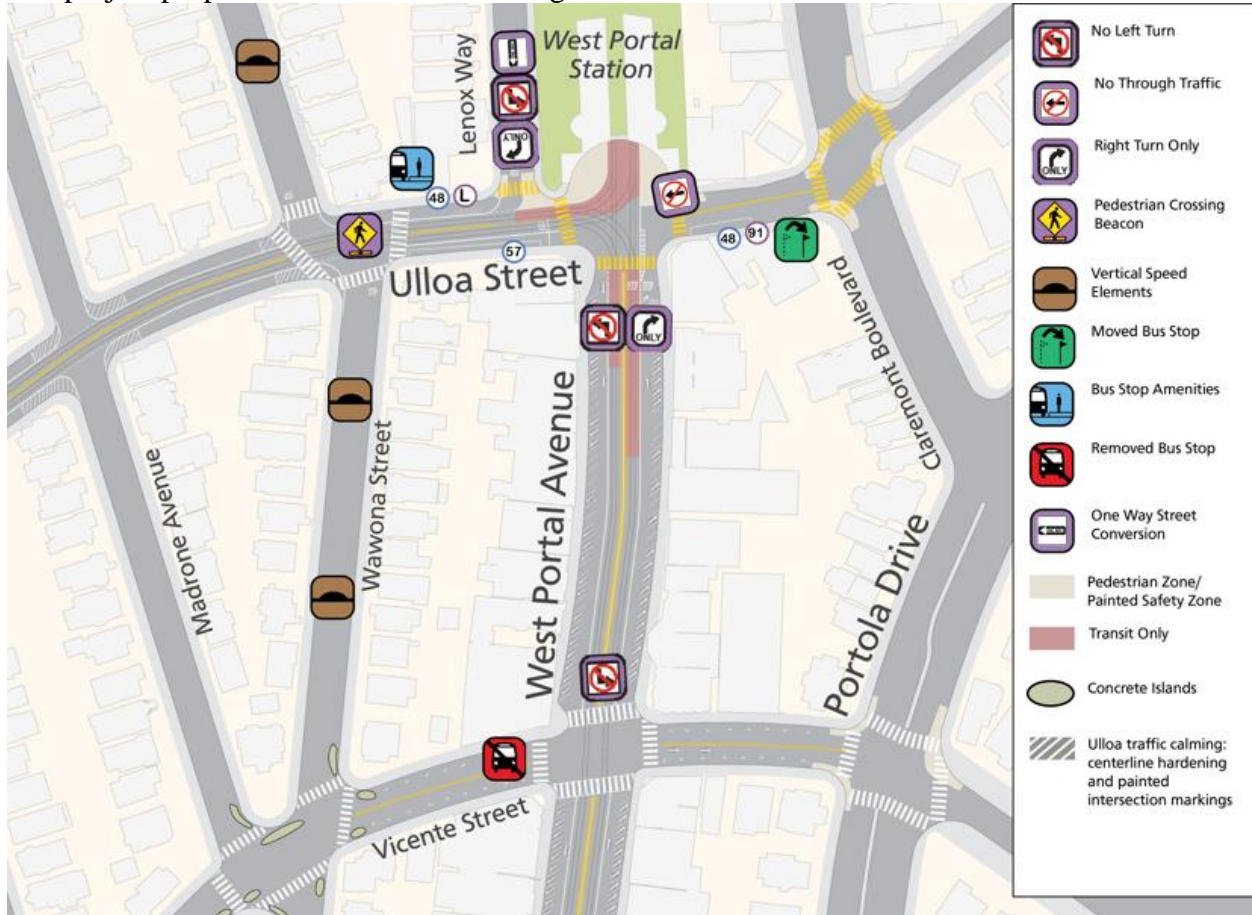 West Portal
Station
Lenox Way
ONLY
48
L
57
48
91
Ulloa Street
ONLY
Claremont Boulevard
West Portal Avenue
Wawona Street
Madrone Avenue
Portola Drive
Vicente Street
No Left Turn
No Through Traffic
Right Turn Only
ONLY
Pedestrian Crossing
Beacon
Vertical Speed
Elements
Moved Bus Stop
Bus Stop Amenities
Removed Bus Stop
One Way Street
Conversion
Pedestrian Zone/
Painted Safety Zone
Transit Only
Concrete Islands
Ulloa traffic calming:
centerline hardening
and painted
intersection markings